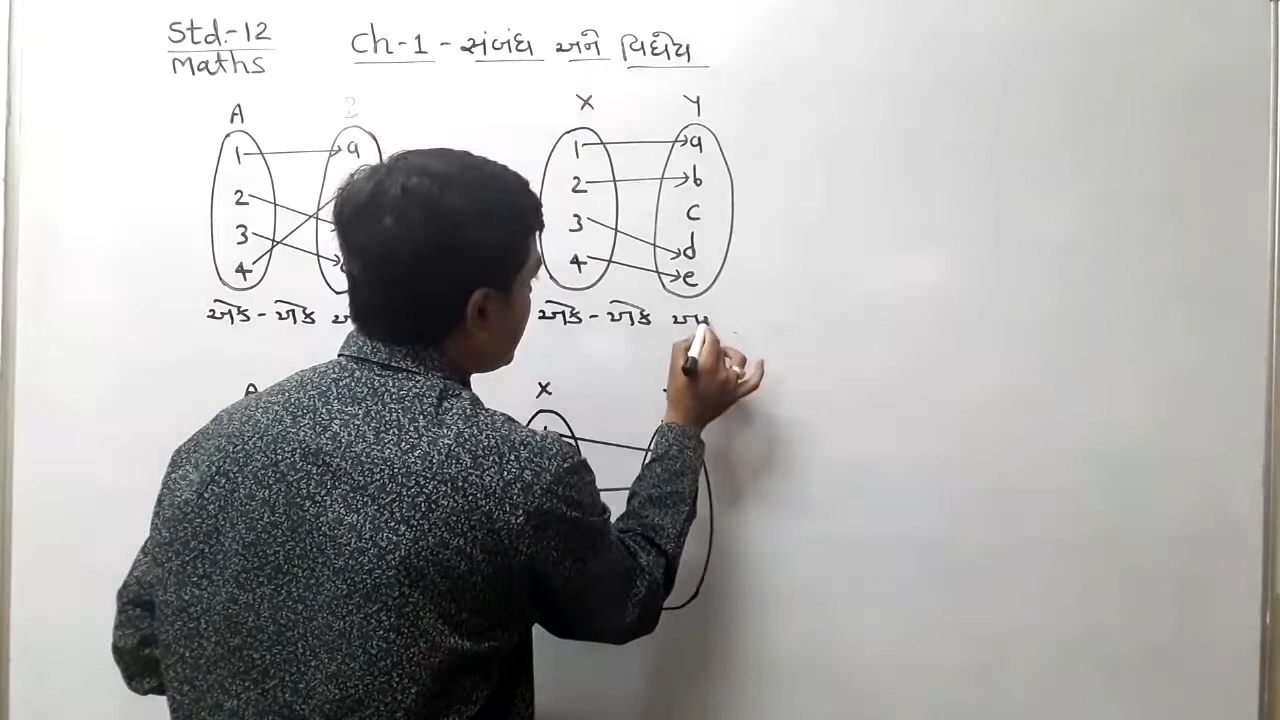 Std.-12
Maths
Ch-1 - સંબંધ અને વિધેય
A B
1 a
2
3
4
એક - એક
X Y
1 a
2 b
3 c
4 d
e
એક - એક
A
X